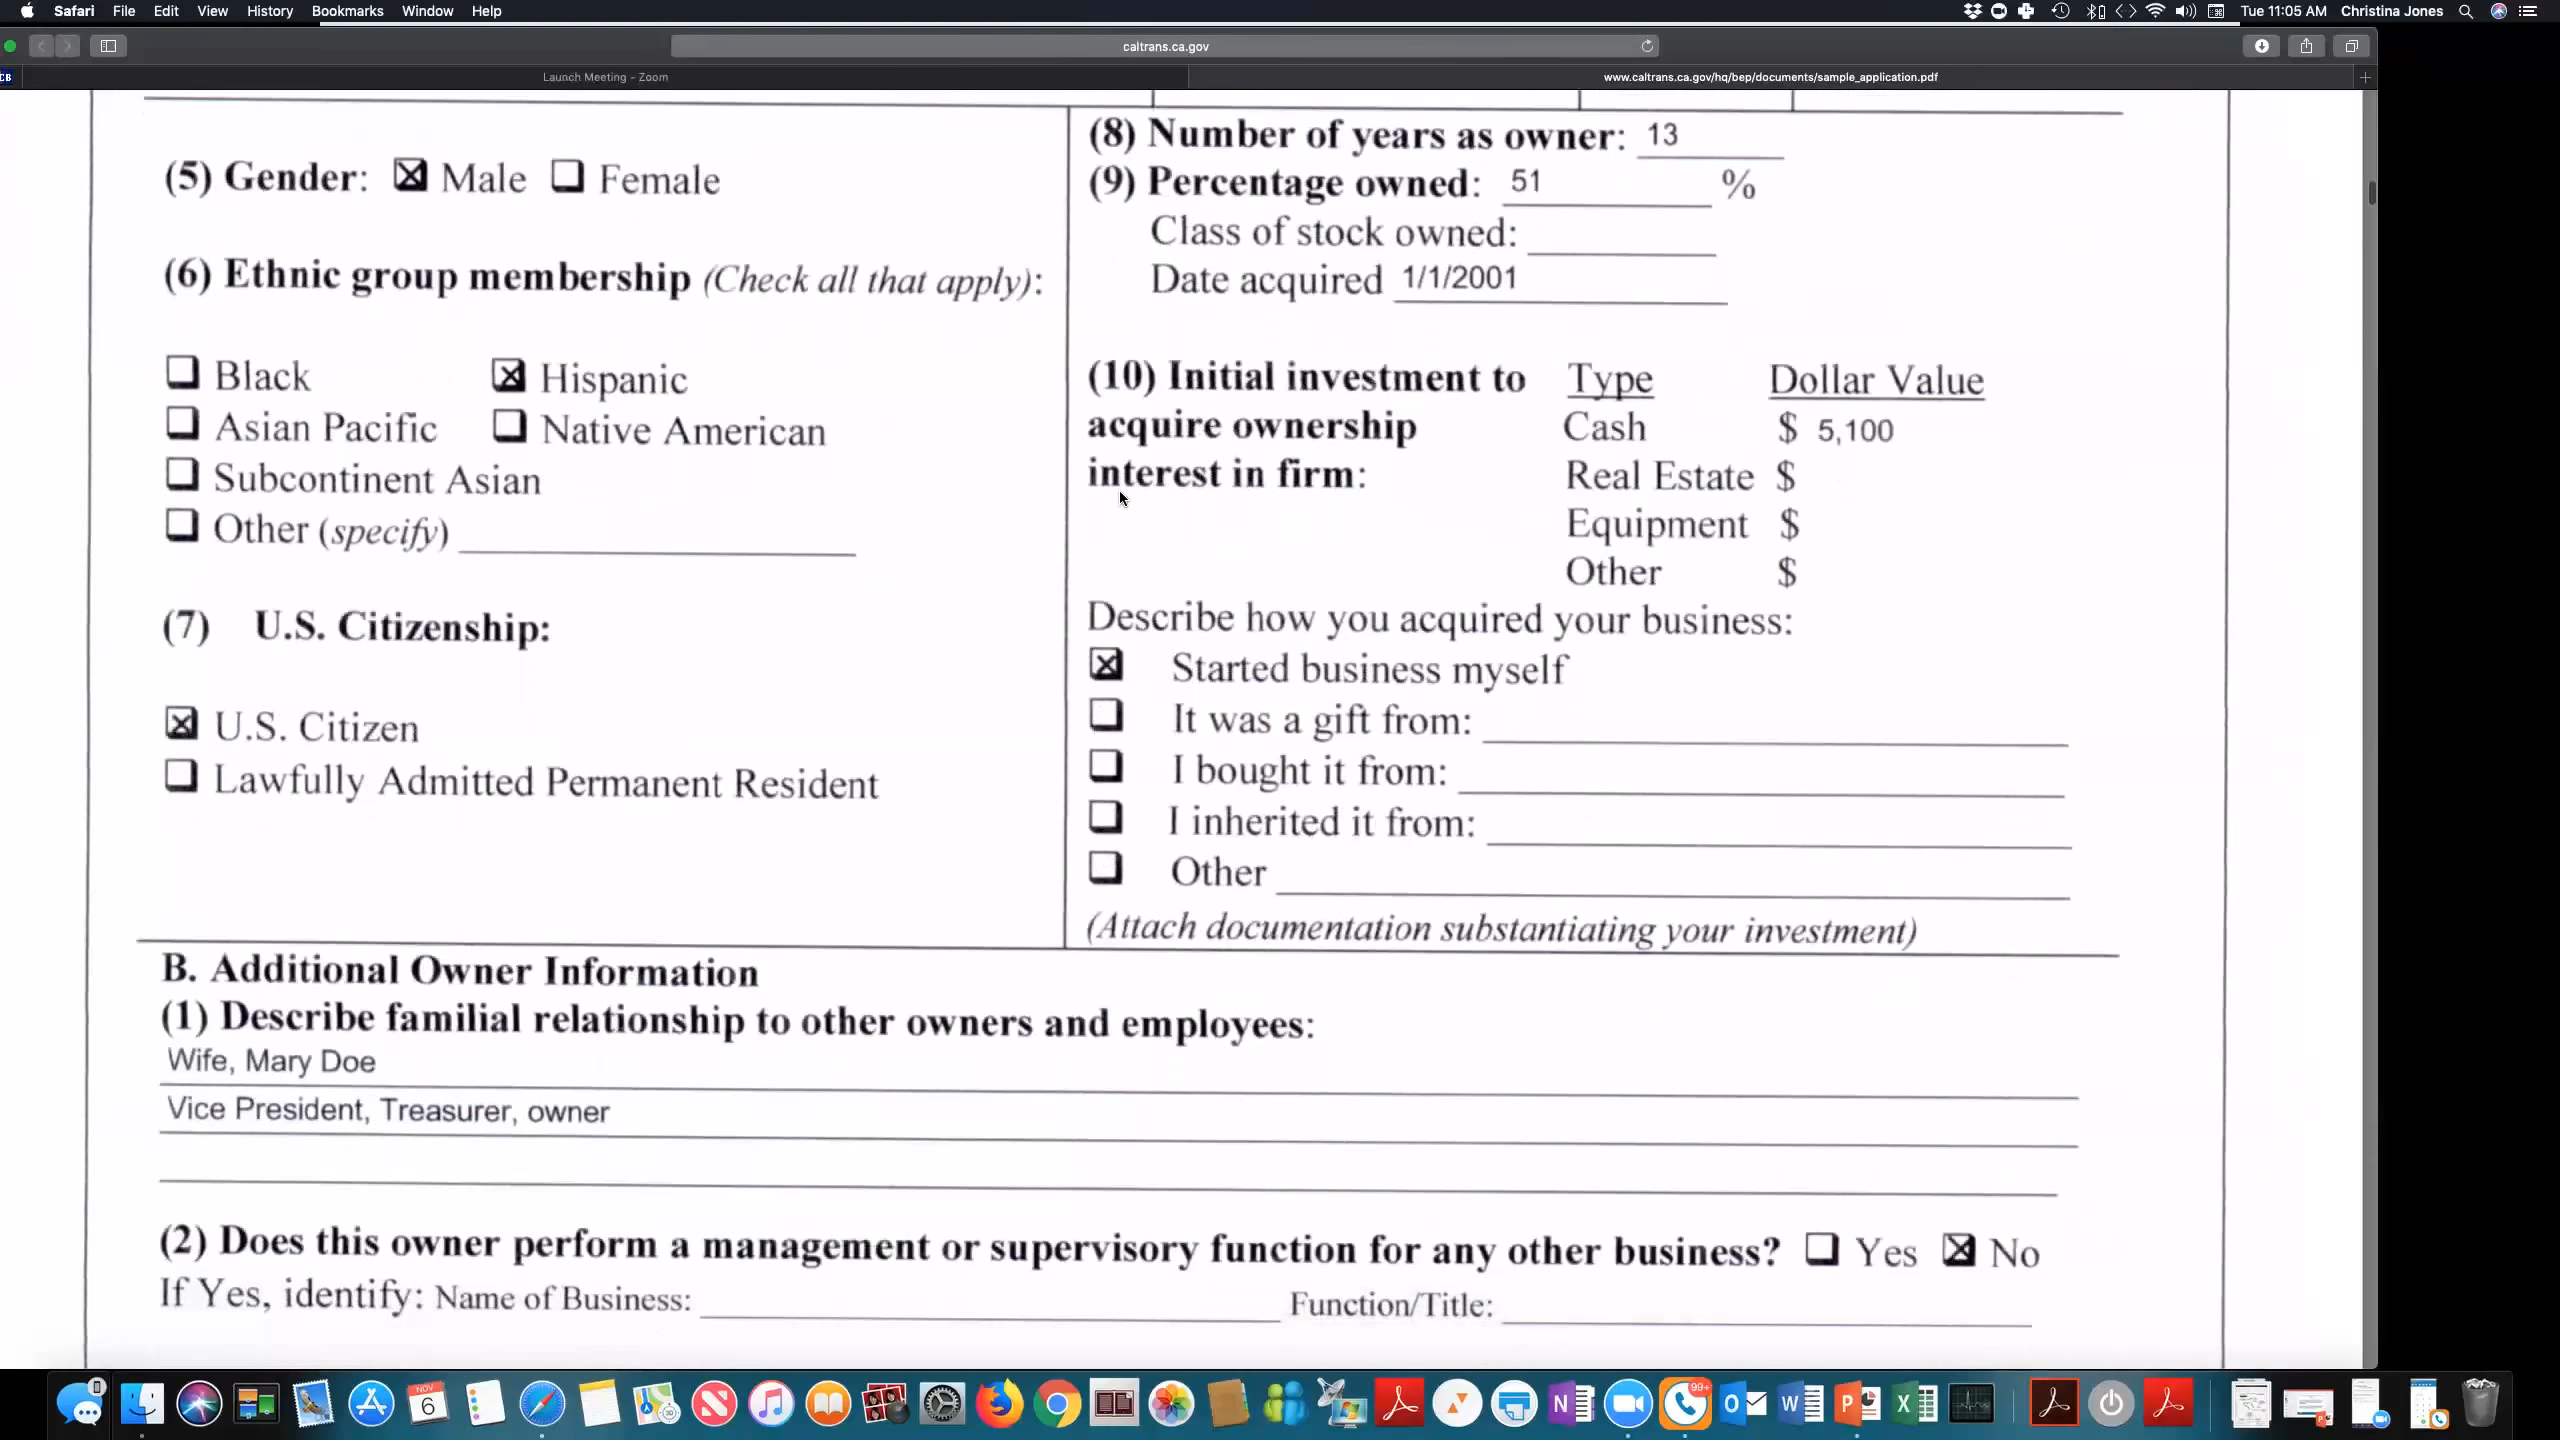 Safari File Edit View History Bookmarks Window Help Tue 11:05 AM Christina Jones
caltrans.ca.gov
CB Launch Meeting - Zoom www.caltrans.ca.gov/hq/bep/documents/sample_application.pdf
(5) Gender: Male Female
(6) Ethnic group membership (Check all that apply):
Black Hispanic
Asian Pacific Native American
Subcontinent Asian
Other (specify)
(7) U.S. Citizenship:
U.S. Citizen
Lawfully Admitted Permanent Resident
(8) Number of years as owner: 13
(9) Percentage owned: 51 %
Class of stock owned:
Date acquired 1/1/2001
(10) Initial investment to Type Dollar Value
acquire ownership Cash $ 5,100
interest in firm: Real Estate $
Equipment $
Other $
Describe how you acquired your business:
Started business myself
It was a gift from:
I bought it from:
I inherited it from:
Other
(Attach documentation substantiating your investment)
B. Additional Owner Information
(1) Describe familial relationship to other owners and employees:
Wife, Mary Doe
Vice President, Treasurer, owner
(2) Does this owner perform a management or supervisory function for any other business? Yes No
If Yes, identify: Name of Business: Function/Title:
NOV
6
99+